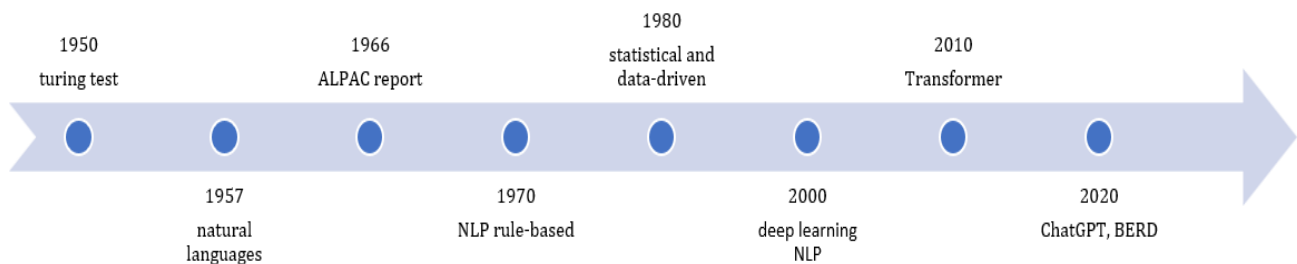 1950
turing test
1957
natural
languages
1966
ALPAC report
1970
NLP rule-based
1980
statistical and
data-driven
2000
deep learning
NLP
2010
Transformer
2020
ChatGPT, BERD